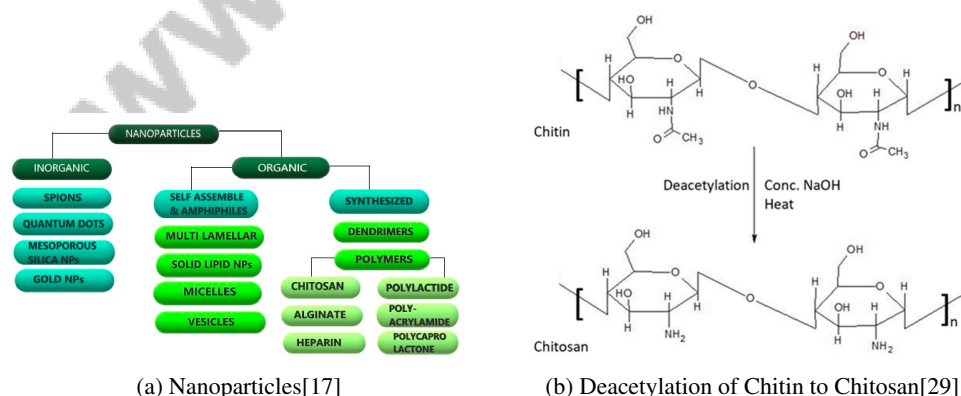 NANOPARTICLES
INORGANIC
SPIONS
QUANTUM DOTS
MESOPOROUS
SILICA NPs
GOLD NPs
ORGANIC
SELF ASSEMBLE
& AMPHIPHILES
MULTI LAMELLAR
SOLID LIPID NPs
MICELLES
VESICLES
SYNTHESIZED
DENDRIMERS
POLYMERS
CHITOSAN
ALGINATE
HEPARIN
POLYLACTIDE
POLY-
ACRYLAMIDE
POLYCAPRO
LACTONE
(a) Nanoparticles[17]
OH
O
H
HO
H
H
H
NH
O
CH3
O
OH
O
H
OH
H
H
H
NH
O
CH3
[
]n
Chitin
Deacetylation
Conc. NaOH
Heat
OH
O
H
HO
H
H
H
NH2
O
OH
O
H
OH
H
H
H
NH2
[
]n
Chitosan
(b) Deacetylation of Chitin to Chitosan[29]